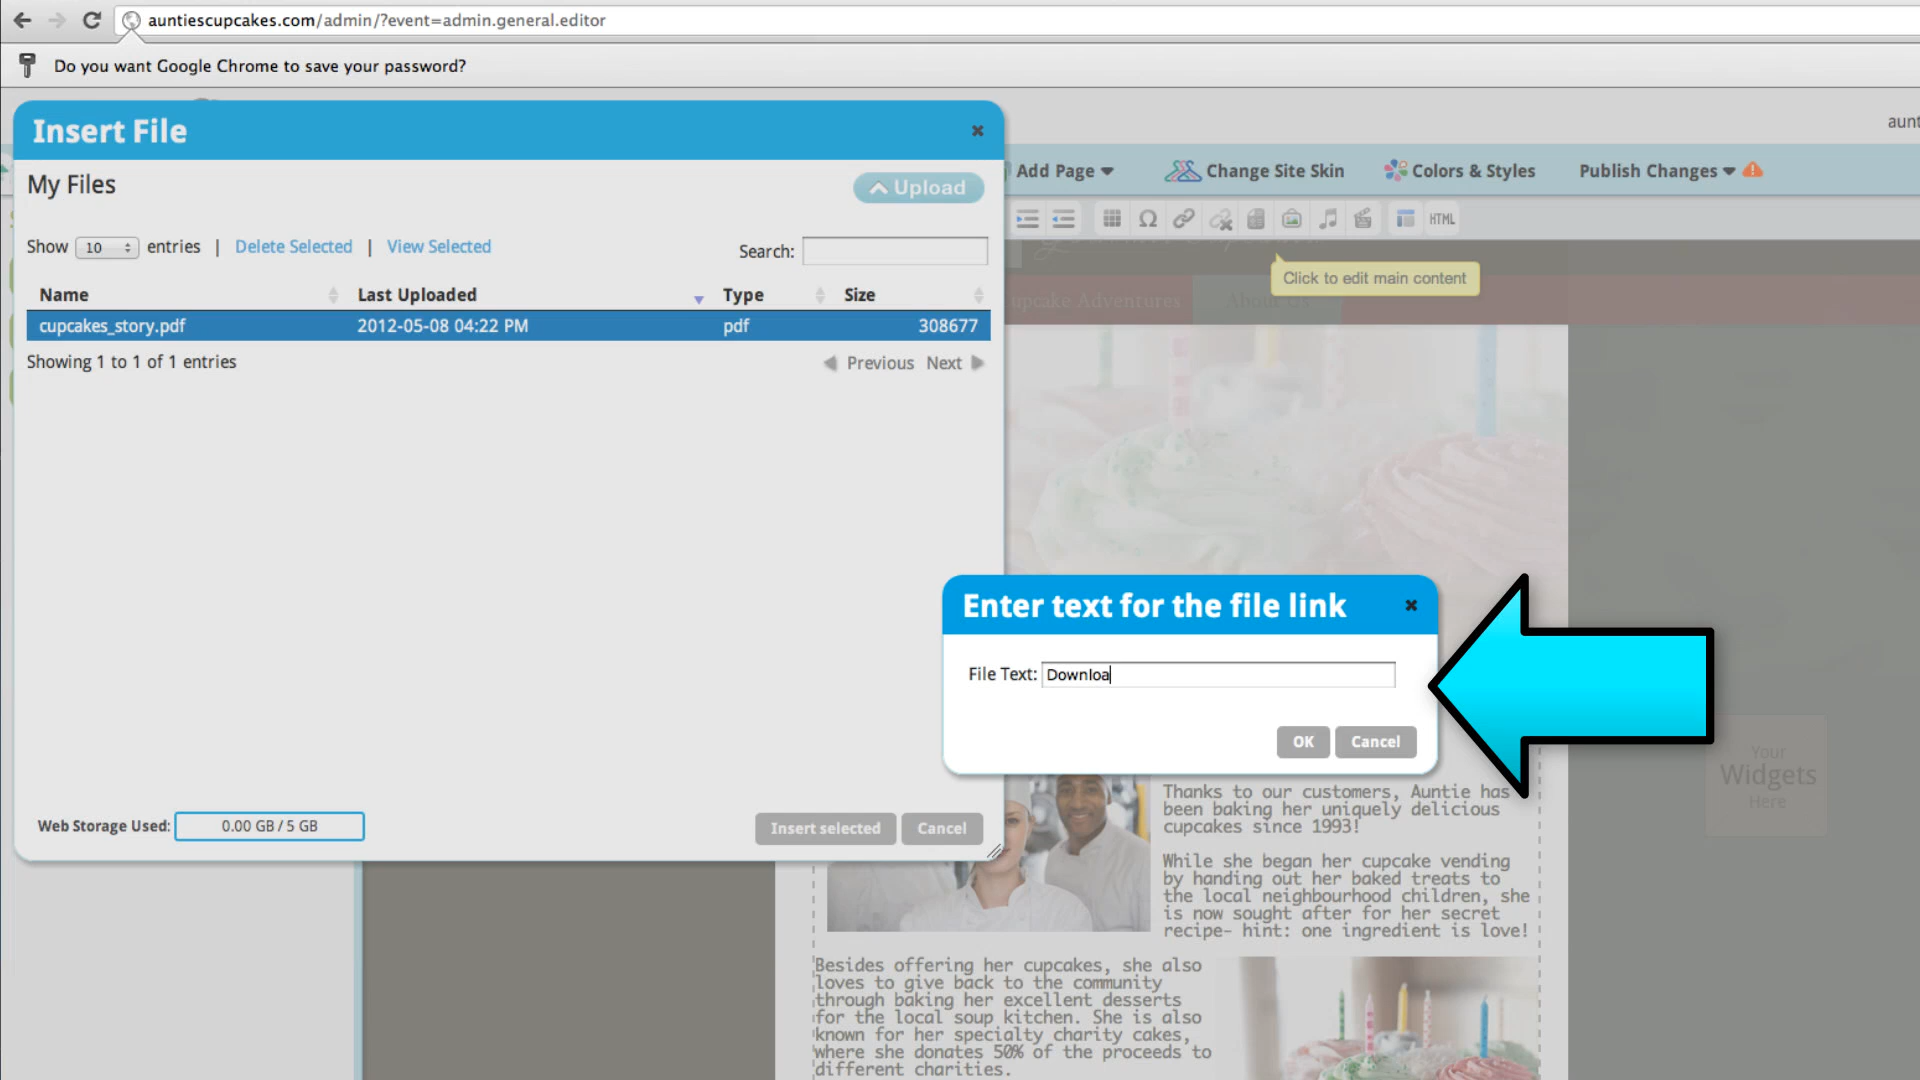 auntiescupcakes.com/admin/?event=admin.general.editor
Do you want Google Chrome to save your password?
Insert File
aunt
My Files
Upload
Add Page
Change Site Skin
Colors & Styles
Publish Changes
Show 10 entries | Delete Selected | View Selected
Search:
HTML
Click to edit main content
Name Last Uploaded Type Size
upcake Adventures
About Us
cupcakes_story.pdf 2012-05-08 04:22 PM pdf 308677
Showing 1 to 1 of 1 entries
Previous Next
Enter text for the file link
File Text: Downloa
OK Cancel
Your
Widgets
Here
Web Storage Used: 0.00 GB / 5 GB
Insert selected Cancel
Thanks to our customers, Auntie has
been baking her uniquely delicious
cupcakes since 1993!
While she began her cupcake vending
by handing out her baked treats to
the local neighbourhood children, she
is now sought after for her secret
recipe- hint: one ingredient is love!
Besides offering her cupcakes, she also
loves to give back to the community
through baking her excellent desserts
for the local soup kitchen. She is also
known for her specialty charity cakes,
where she donates 50% of the proceeds to
different charities.